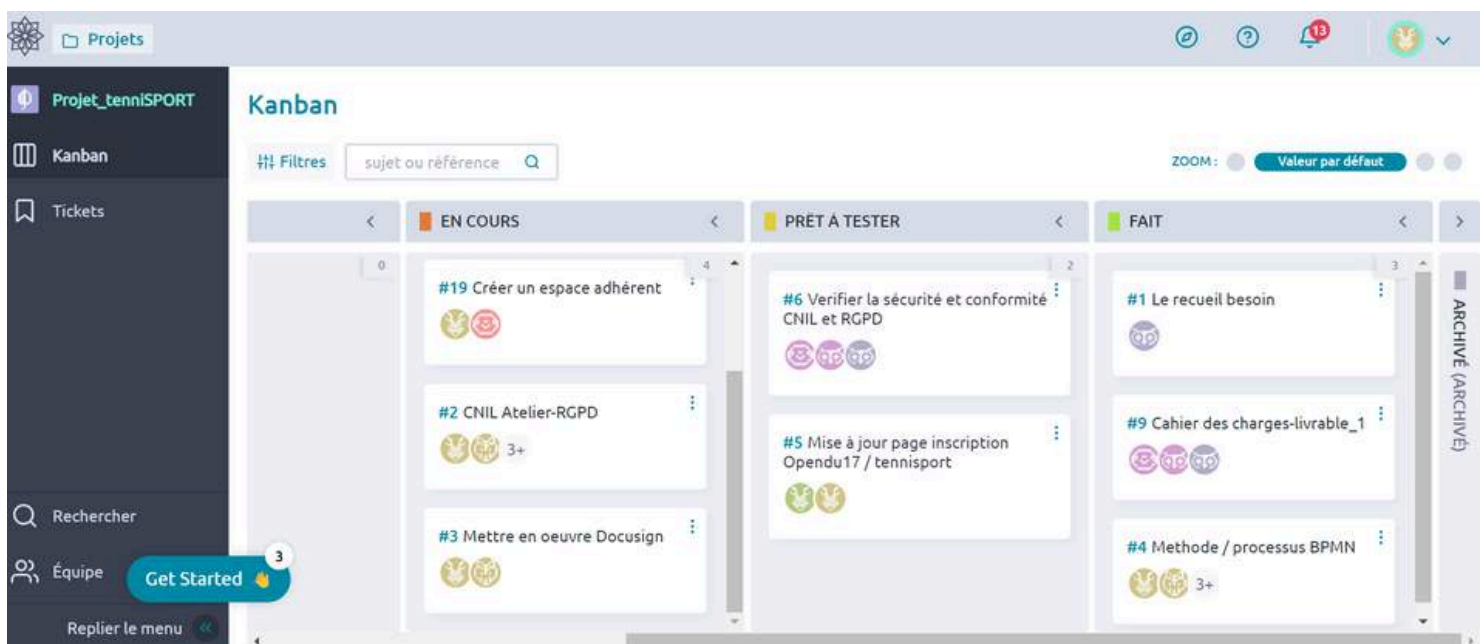 Projets
13
Projet_tenniSPORT
Kanban
Tickets
Rechercher
Équipe
Get Started
3
Replier le menu
Kanban
Filtres
sujet ou référence
ZOOM :
Valeur par défaut
0
EN COURS
4
#19 Créer un espace adhérent
#2 CNIL Atelier-RGPD
3+
#3 Mettre en oeuvre Docusign
PRÊT À TESTER
2
#6 Verifier la sécurité et conformité
CNIL et RGPD
#5 Mise à jour page inscription
Opendu17 / tennisport
FAIT
3
#1 Le recueil besoin
#9 Cahier des charges-livrable_1
#4 Methode / processus BPMN
3+
ARCHIVÉ (ARCHIVÉ)